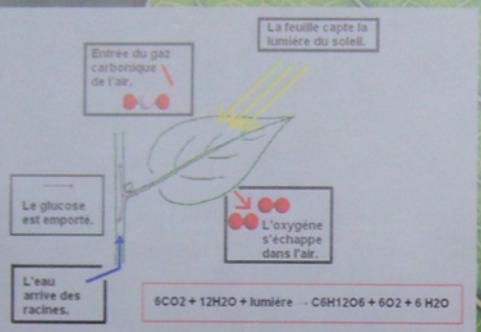 La feuille capte la
lumière du soleil.
Entrée du gaz
carbonique
de l'air.
Le glucose
est emporté.
L'oxygène
s'échappe
dans l'air.
L'eau
arrive des
racines.
6CO2 + 12H2O + lumière → C6H12O6 + 6O2 + 6 H2O